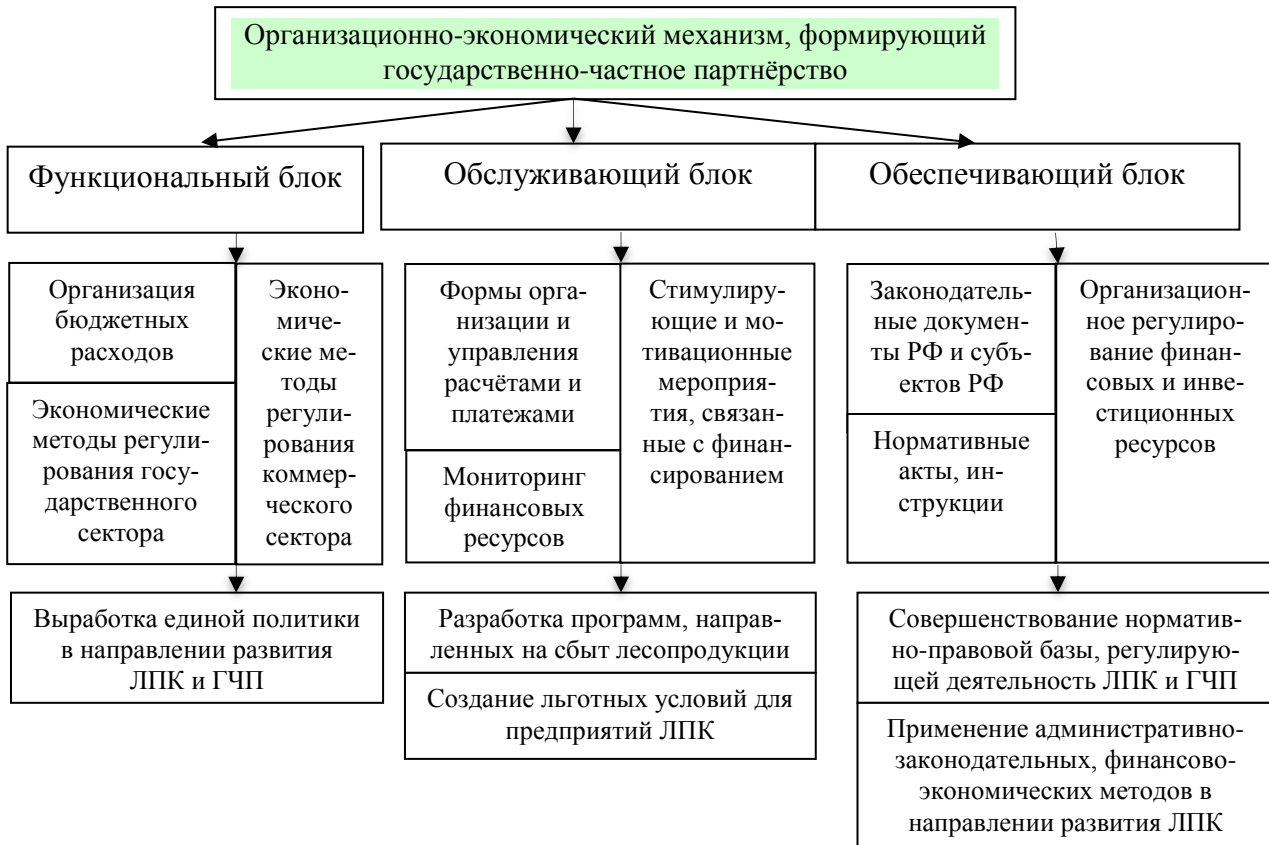 Организационно-экономический механизм, формирующий
государственно-частное партнёрство
Функциональный блок
Обслуживающий блок
Обеспечивающий блок
Организация
бюджетных
расходов
Экономические
методы регули-
рования госу-
дарственного
сектора
Эконо-
миче-
ские ме-
тоды
регули-
рования
коммер-
ческого
сектора
Формы орга-
низации и
управления
расчётами и
платежами
Мониторинг
финансовых
ресурсов
Стимулиру-
ющие и мо-
тивационные
мероприя-
тия, связан-
ные с финан-
сированием
Законодатель-
ные докумен-
ты РФ и субъ-
ектов РФ
Нормативные
акты, ин-
струкции
Организацион-
ное регулиро-
вание финан-
совых и инве-
стиционных
ресурсов
Выработка единой политики
в направлении развития
ЛПК и ГЧП
Разработка программ, направ-
ленных на сбыт лесопродукции
Создание льготных условий для
предприятий ЛПК
Совершенствование норматив-
но-правовой базы, регулирую-
щей деятельность ЛПК и ГЧП
Применение административно-
законодательных, финансово-
экономических методов в
направлении развития ЛПК